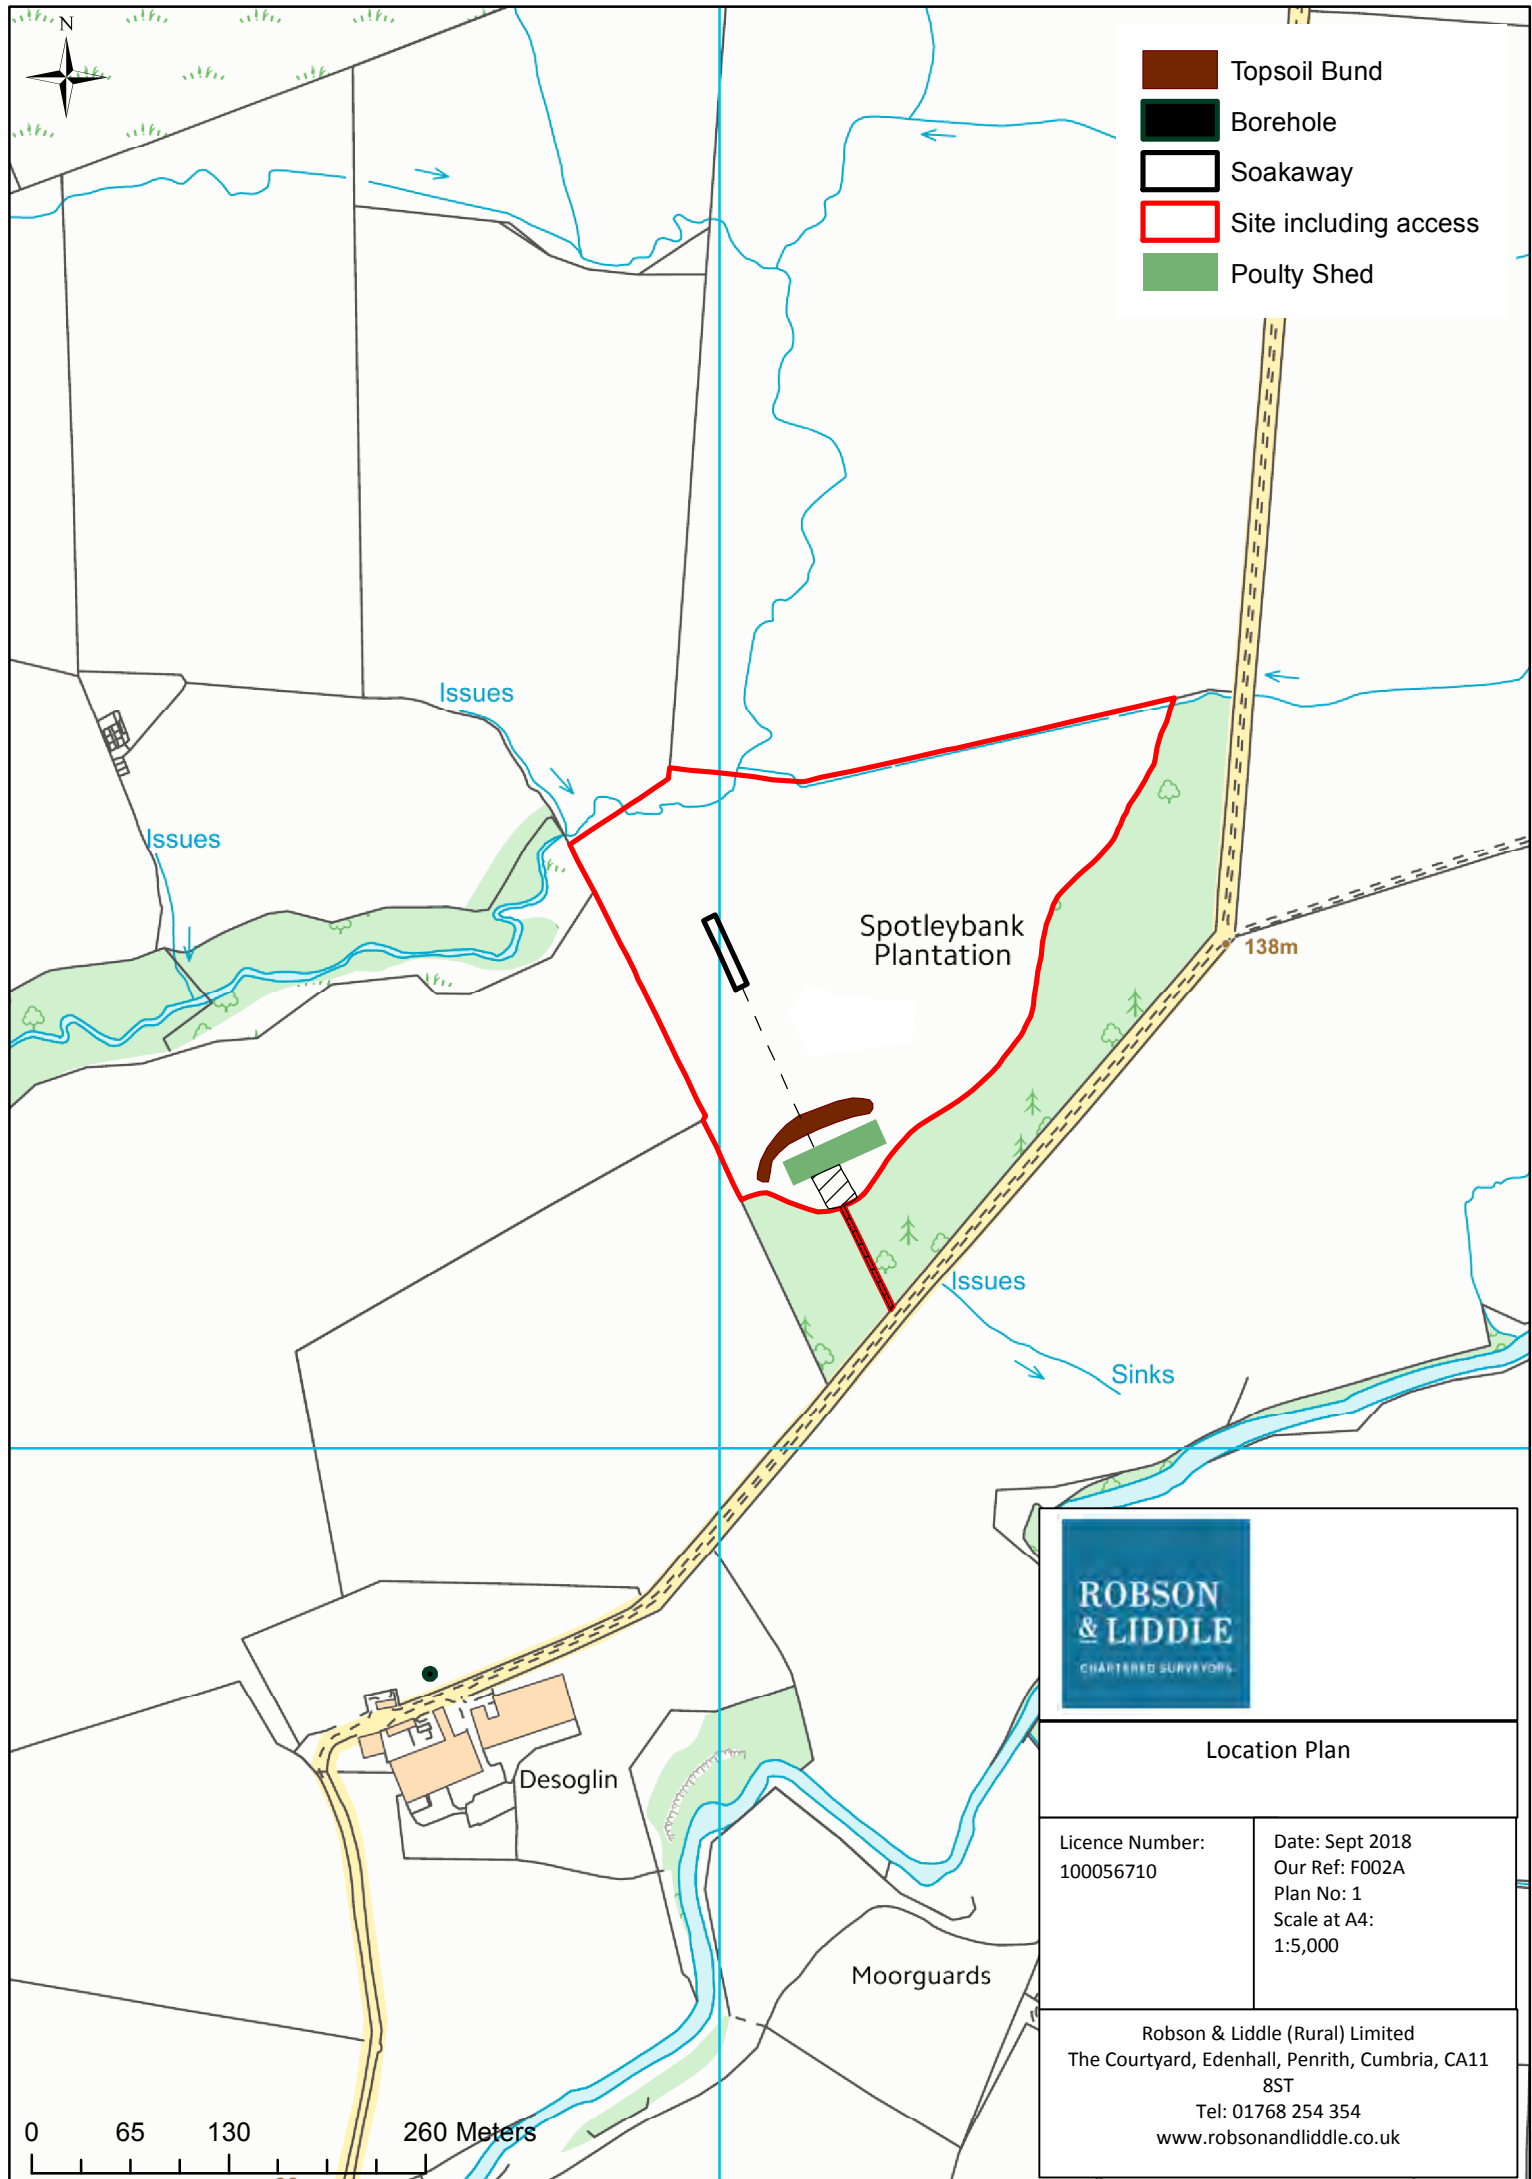 N
Topsoil Bund
Borehole
Soakaway
Site including access
Poulty Shed
Issues
Issues
Spotleybank
Plantation
138m
Issues
Sinks
Desoglin
Moorguards
ROBSON
& LIDDLE
CHARTERED SURVEYORS
Location Plan
Licence Number:
100056710
Date: Sept 2018
Our Ref: F002A
Plan No: 1
Scale at A4:
1:5,000
Robson & Liddle (Rural) Limited
The Courtyard, Edenhall, Penrith, Cumbria, CA11
8ST
Tel: 01768 254 354
www.robsonandliddle.co.uk
0 65 130 260 Meters